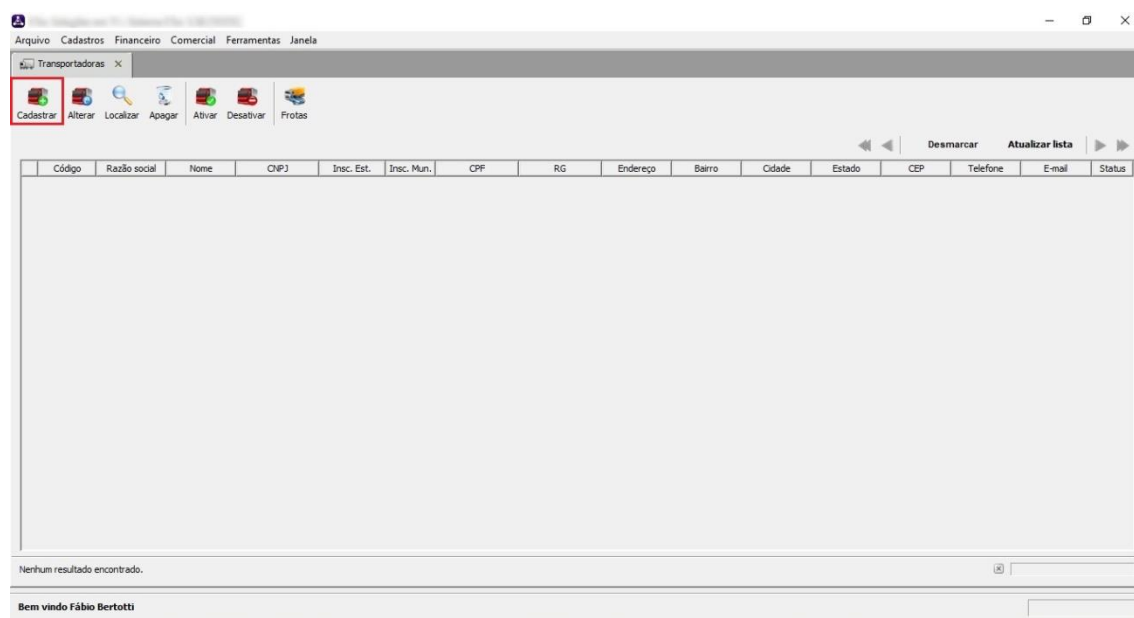 Arquivo Cadastros Financeiro Comercial Ferramentas Janela
Transportadoras
Cadastrar Alterar Localizar Apagar Ativar Desativar Frotas
Desmarcar Atualizar lista
Código Razão social Nome CNPJ Insc. Est. Insc. Mun. CPF RG Endereço Bairro Cidade Estado CEP Telefone E-mail Status
Nenhum resultado encontrado.
Bem vindo Fábio Bertotti